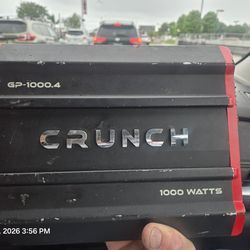 GP-1000.4
CRUNCH
1000 WATTS
2026 3:56 PM